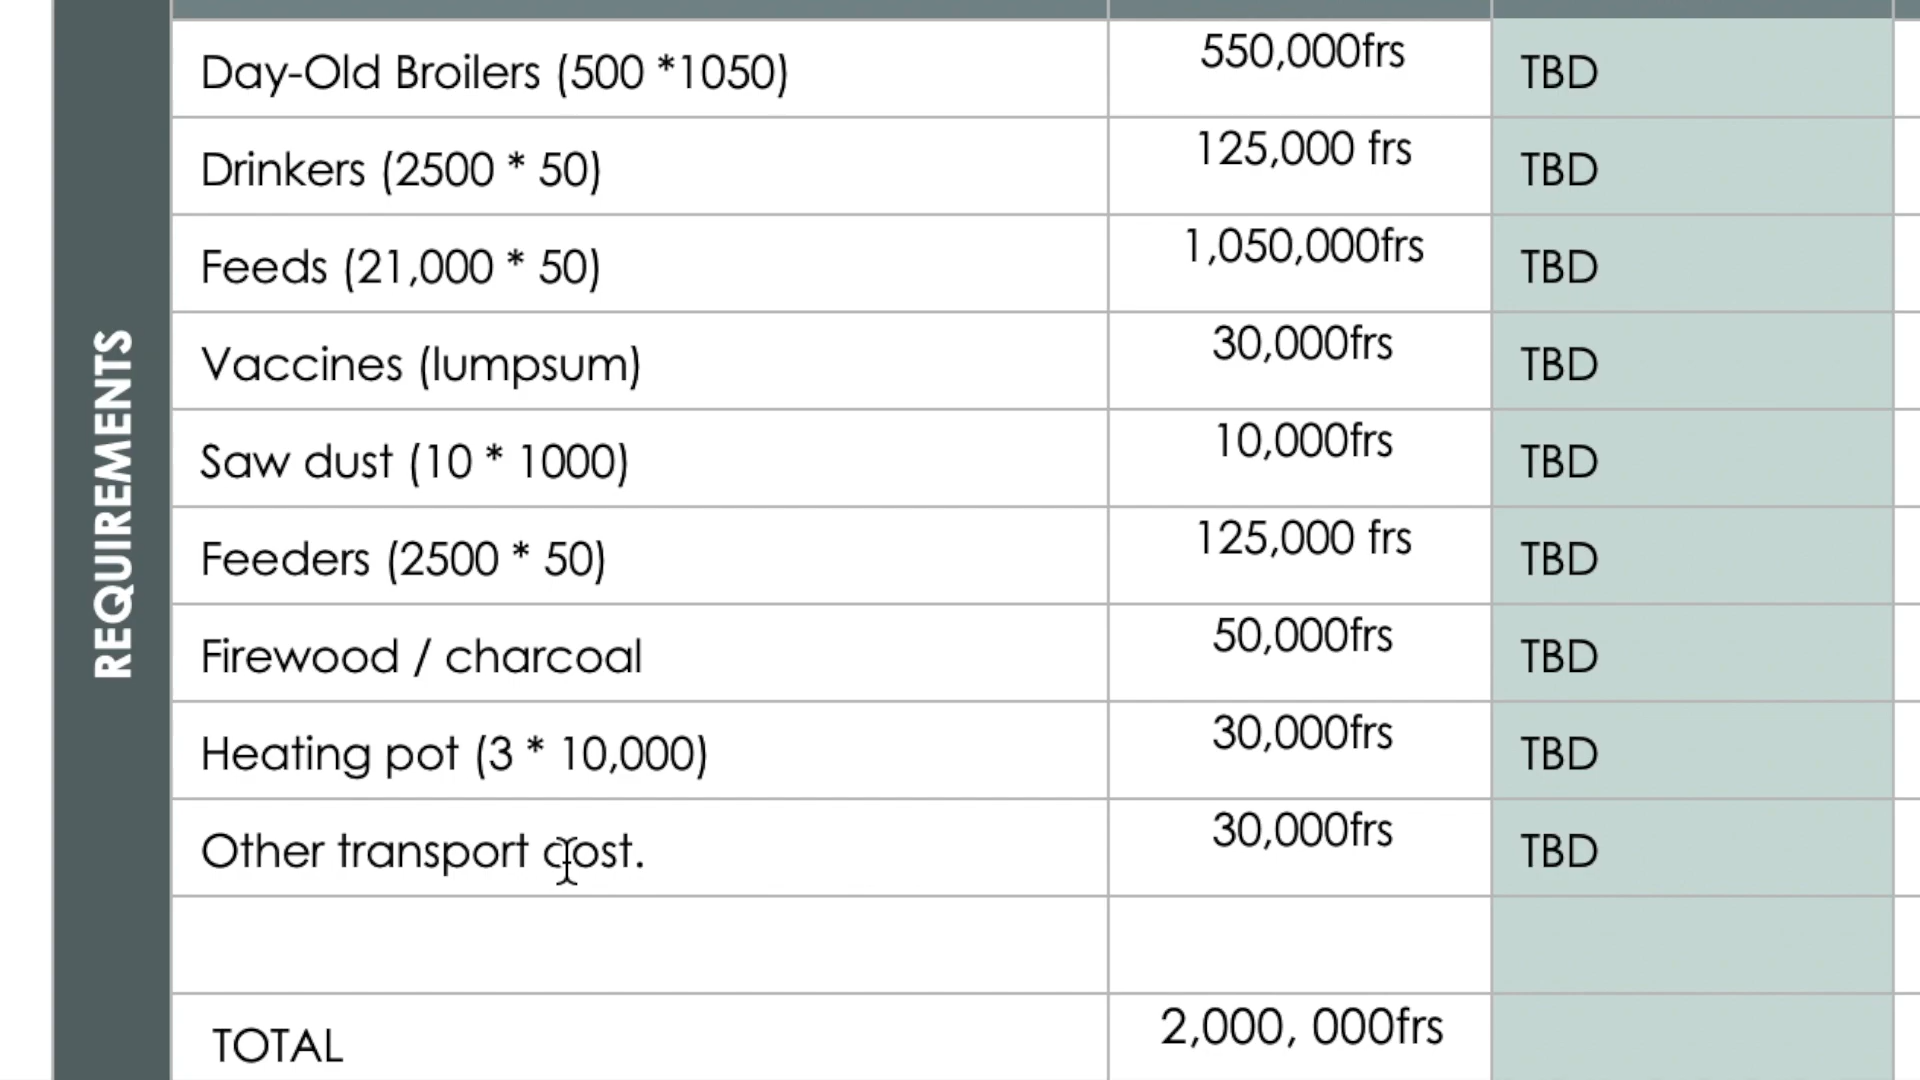 REQUIREMENTS
Day-Old Broilers (500 *1050) 550,000frs TBD
Drinkers (2500 * 50) 125,000 frs TBD
Feeds (21,000 * 50) 1,050,000frs TBD
Vaccines (lumpsum) 30,000frs TBD
Saw dust (10 * 1000) 10,000frs TBD
Feeders (2500 * 50) 125,000 frs TBD
Firewood / charcoal 50,000frs TBD
Heating pot (3 * 10,000) 30,000frs TBD
Other transport cost. 30,000frs TBD
TOTAL 2,000, 000frs